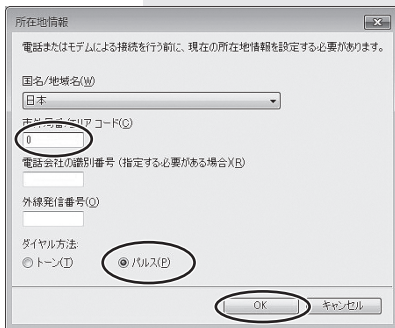 所在地情報
電話またはモデムによる接続を行う前に、現在の所在地情報を設定する必要があります。
国名/地域名(W)
日本
市外局番/エリア コード(C)
0
電話会社の識別番号 (指定する必要がある場合)(R)
外線発信番号(O)
ダイヤル方法:
トーン(T) パルス(P)
OK キャンセル